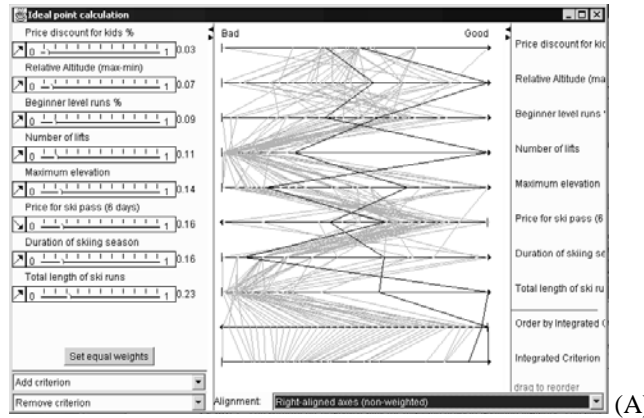 Ideal point calculation
Price discount for kids %
0 1 0.03
Relative Altitude (max-min)
0 1 0.07
Beginner level runs %
0 1 0.09
Number of lifts
0 1 0.11
Maximum elevation
0 1 0.14
Price for ski pass (6 days)
0 1 0.16
Duration of skiing season
0 1 0.16
Total length of ski runs
0 1 0.23
Set equal weights
Add criterion
Remove criterion
Bad Good
Alignment: Right-aligned axes (non-weighted)
Price discount for kid
Relative Altitude (ma
Beginner level runs
Number of lifts
Maximum elevation
Price for ski pass (6
Duration of skiing se
Total length of ski ru
Order by Integrated C
Integrated Criterion
drag to reorder
(A